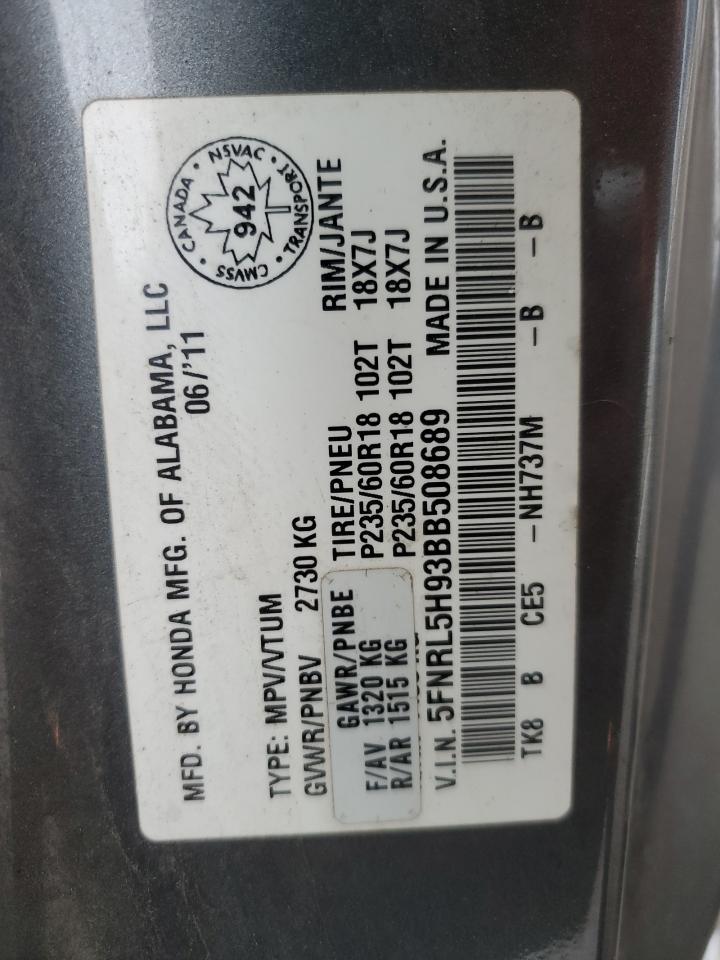 MFD. BY HONDA MFG. OF ALABAMA, LLC
06/'11
CANADA • NSVAC • TRANSPORT • CMVSS •
942
TYPE: MPV/VTUM
GVWR/PNBV 2730 KG
GAWR/PNBE TIRE/PNEU RIM/JANTE
F/AV 1320 KG P235/60R18 102T 18X7J
R/AR 1515 KG P235/60R18 102T 18X7J
V.I.N. 5FNRL5H93BB508689 MADE IN U.S.A.
TK8 B CE5 -NH737M -B -B